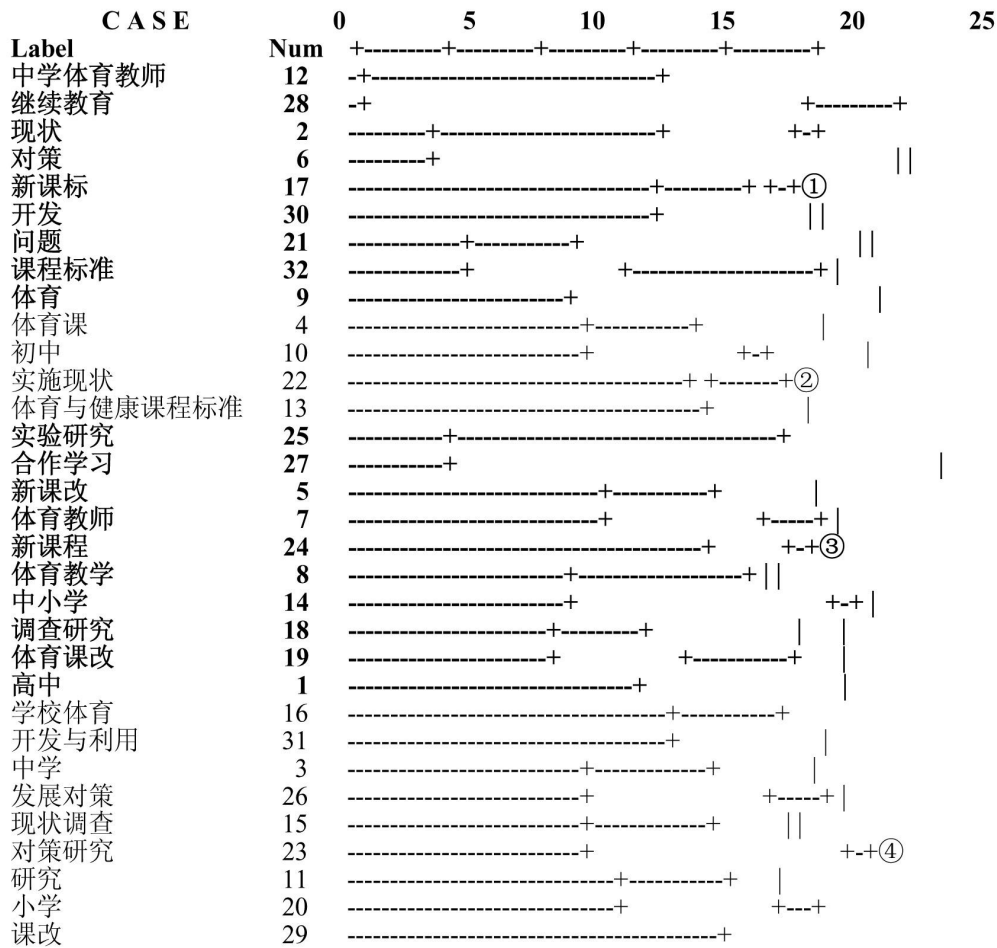 C A S E 0 5 10 15 20 25
Label Num +---------+---------+---------+---------+---------+
中学体育教师 12 -+-------------------------------+
继续教育 28 -+ +---------+
现状 2 ---------+-----------------------+ +-+
对策 6 ---------+ ||
新课标 17 ---------------------------------+---------+ +-+①
开发 30 ---------------------------------+ ||
问题 21 -------------+-----------+ ||
课程标准 32 -------------+ +--------------------+ |
体育 9 ------------------------+ |
体育课 4 --------------------------+-----------+ |
初中 10 --------------------------+ +-+ |
实施现状 22 -------------------------------------+ +-------+②
体育与健康课程标准 13 ---------------------------------------+ |
实验研究 25 -----------+-----------------------------------+
合作学习 27 -----------+ |
新课改 5 ----------------------------+-----------+ |
体育教师 7 ----------------------------+ +-----+ |
新课程 24 ---------------------------------------+ +-+③
体育教学 8 ------------------------+-------------------+ ||
中小学 14 ------------------------+ +-+ |
调查研究 18 ----------------------+---------+ | |
体育课改 19 ----------------------+ +-----------+ |
高中 1 --------------------------------+ |
学校体育 16 -----------------------------------+-----------+
开发与利用 31 -----------------------------------+ |
中学 3 --------------------------+-------------+ |
发展对策 26 --------------------------+ +-----+ |
现状调查 15 --------------------------+-------------+ ||
对策研究 23 --------------------------+ +-+④
研究 11 ------------------------------+-----------+ |
小学 20 ------------------------------+ +---+
课改 29 -----------------------------------------+